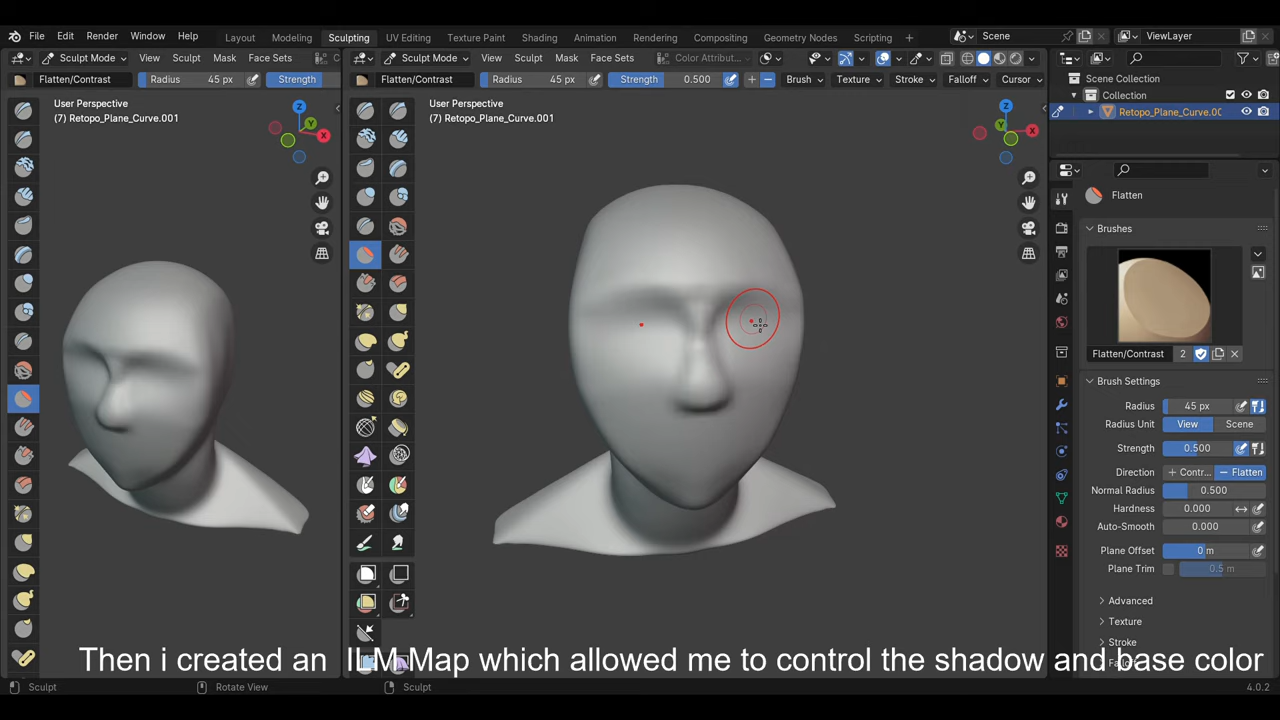 File Edit Render Window Help Layout Modeling Sculpting UV Editing Texture Paint Shading Animation Rendering Compositing Geometry Nodes Scripting + Scene ViewLayer
Sculpt Mode View Sculpt Mask Face Sets
Sculpt Mode View Sculpt Mask Face Sets Color Attribut...
Flatten/Contrast Radius 45 px Strength
Flatten/Contrast Radius 45 px Strength 0.500 Brush Texture Stroke Falloff Cursor
User Perspective
(7) Retopo_Plane_Curve.001
Z
Y
X
User Perspective
(7) Retopo_Plane_Curve.001
Z
Y
X
Scene Collection
Collection
Retopo_Plane_Curve.00
Flatten
Brushes
Flatten/Contrast 2
Brush Settings
Radius 45 px
Radius Unit View Scene
Strength 0.500
Direction + Contr... − Flatten
Normal Radius 0.500
Hardness 0.000
Auto-Smooth 0.000
Plane Offset 0 m
Plane Trim 0.5 m
Advanced
Texture
Stroke
Then i created an ILM Map which allowed me to control the shadow and base color
Sculpt Rotate View Sculpt 4.0.2